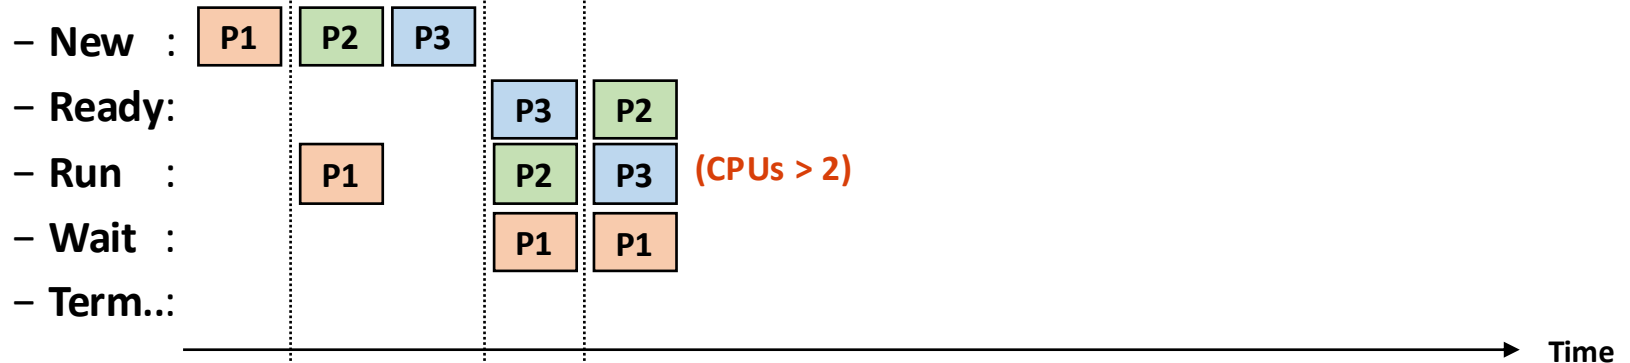 – New : P1 P2 P3
– Ready: P3 P2
– Run : P1 P2 P3 (CPUs > 2)
– Wait : P1 P1
– Term..:
Time